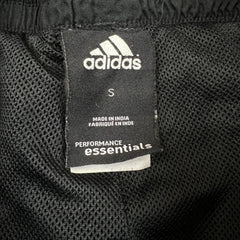 adidas
S
MADE IN INDIA
FABRIQUÉ EN INDE
PERFORMANCE
essentials